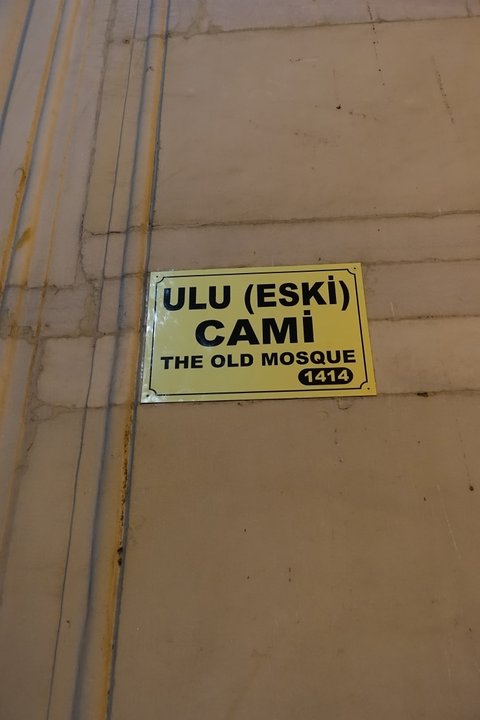 ULU (ESKİ)
CAMİ
THE OLD MOSQUE
1414